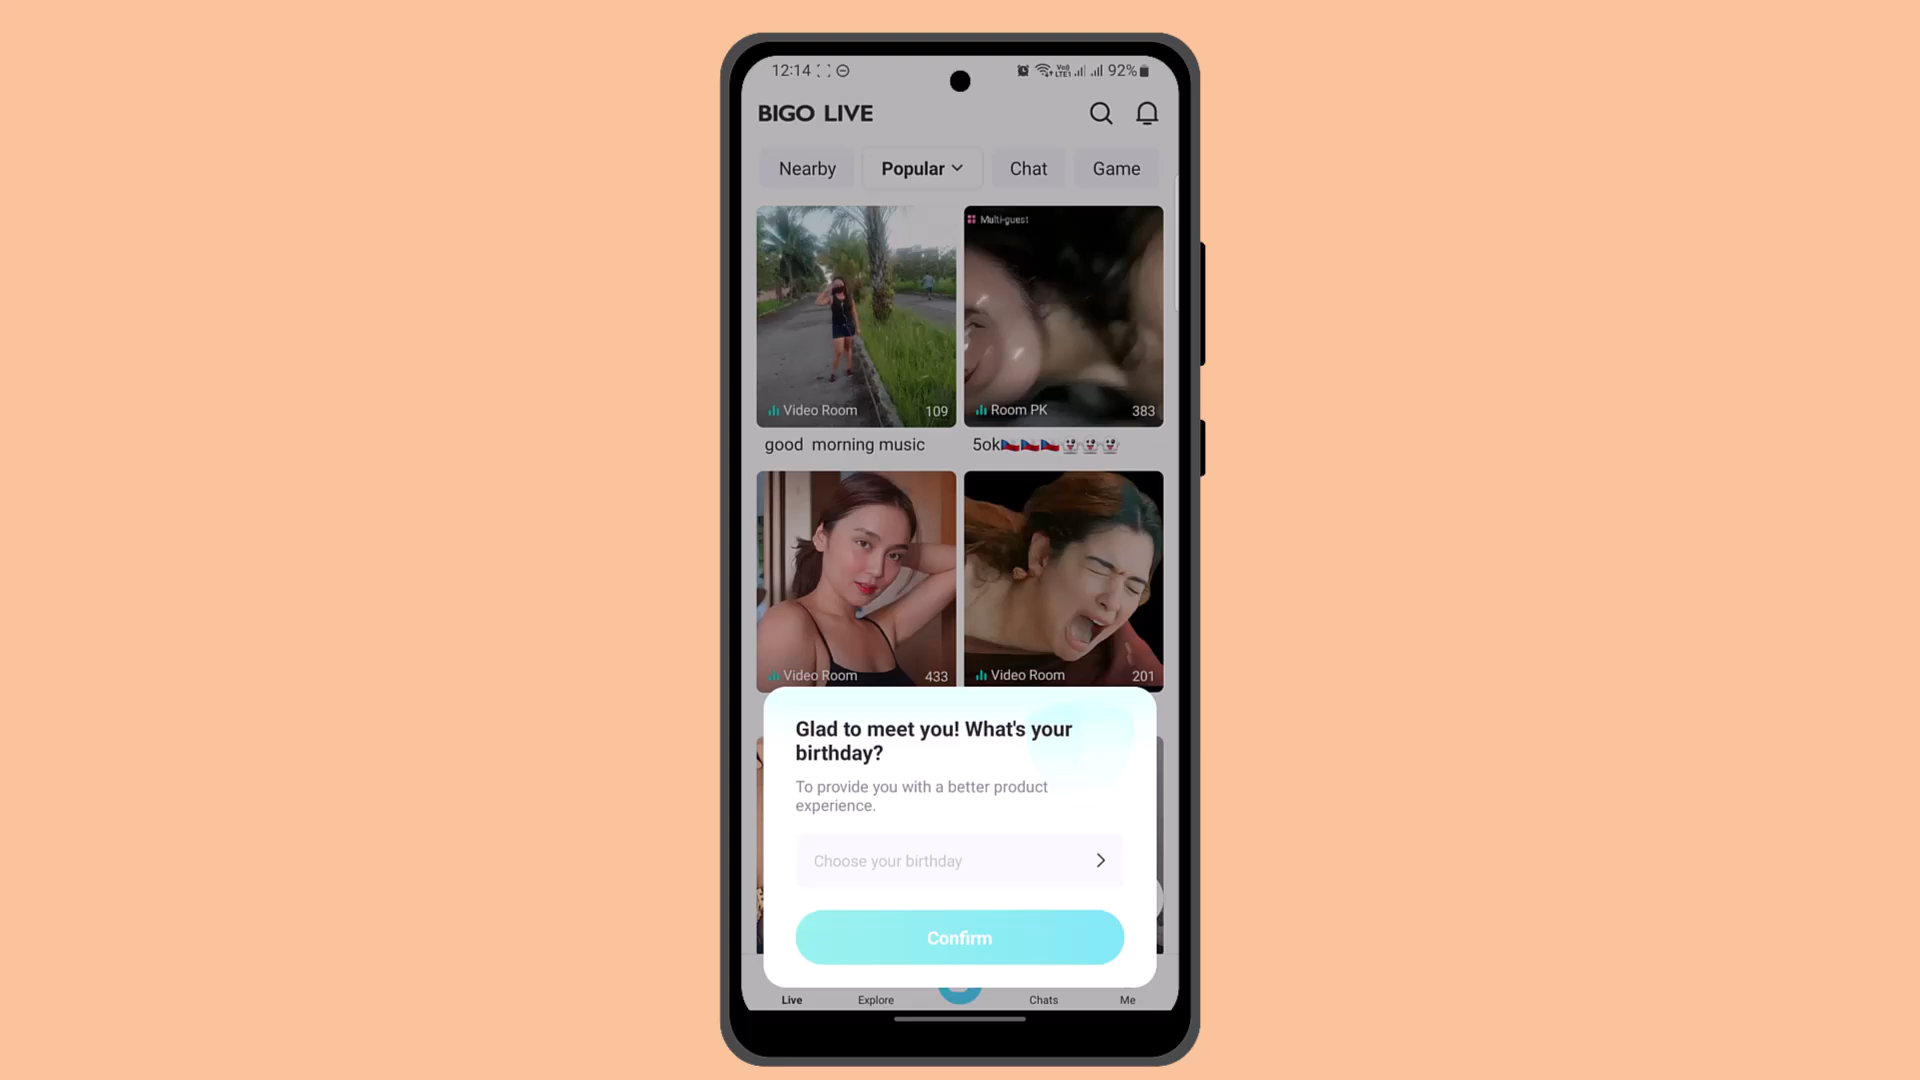 12:14 92%
BIGO LIVE
Nearby Popular Chat Game
Multi-guest
Video Room 109
Room PK 383
good morning music
5ok🇨🇿🇨🇿🇨🇿👻👻👻
Video Room 433
Video Room 201
Glad to meet you! What's your
birthday?
To provide you with a better product
experience.
Choose your birthday
Confirm
Live Explore Chats Me